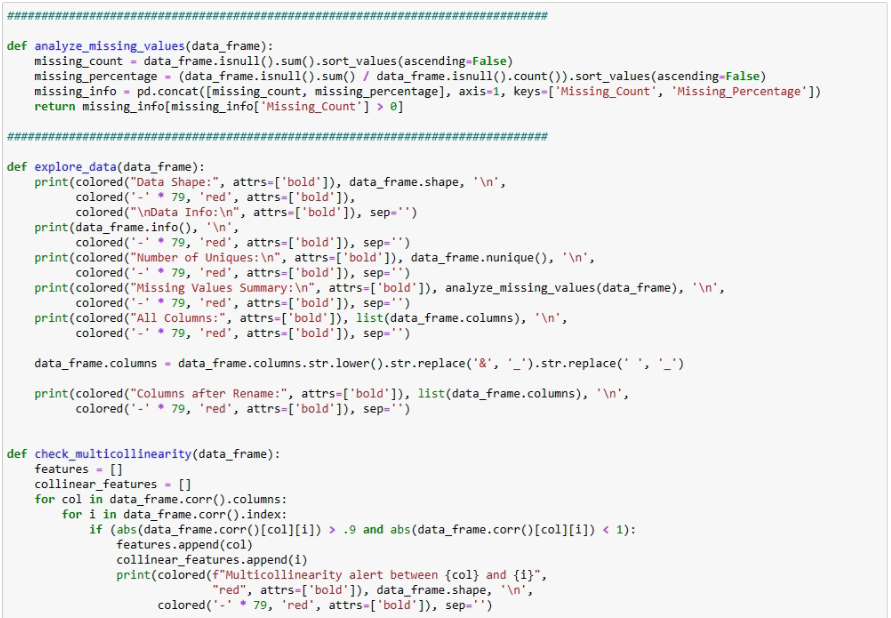 ###############################################################################
def analyze_missing_values(data_frame):
    missing_count = data_frame.isnull().sum().sort_values(ascending=False)
    missing_percentage = (data_frame.isnull().sum() / data_frame.isnull().count()).sort_values(ascending=False)
    missing_info = pd.concat([missing_count, missing_percentage], axis=1, keys=['Missing_Count', 'Missing_Percentage'])
    return missing_info[missing_info['Missing_Count'] > 0]
###############################################################################
def explore_data(data_frame):
    print(colored("Data Shape:", attrs=['bold']), data_frame.shape, '\n',
          colored('-' * 79, 'red', attrs=['bold']),
          colored("\nData Info:\n", attrs=['bold']), sep='')
    print(data_frame.info(), '\n',
          colored('-' * 79, 'red', attrs=['bold']), sep='')
    print(colored("Number of Uniques:\n", attrs=['bold']), data_frame.nunique(), '\n',
          colored('-' * 79, 'red', attrs=['bold']), sep='')
    print(colored("Missing Values Summary:\n", attrs=['bold']), analyze_missing_values(data_frame), '\n',
          colored('-' * 79, 'red', attrs=['bold']), sep='')
    print(colored("All Columns:", attrs=['bold']), list(data_frame.columns), '\n',
          colored('-' * 79, 'red', attrs=['bold']), sep='')
    data_frame.columns = data_frame.columns.str.lower().str.replace('&', '_').str.replace(' ', '_')
    print(colored("Columns after Rename:", attrs=['bold']), list(data_frame.columns), '\n',
          colored('-' * 79, 'red', attrs=['bold']), sep='')
def check_multicollinearity(data_frame):
    features = []
    collinear_features = []
    for col in data_frame.corr().columns:
        for i in data_frame.corr().index:
            if (abs(data_frame.corr()[col][i]) > .9 and abs(data_frame.corr()[col][i]) < 1):
                features.append(col)
                collinear_features.append(i)
                print(colored(f"Multicollinearity alert between {col} and {i}",
                              "red", attrs=['bold']), data_frame.shape, '\n',
                      colored('-' * 79, 'red', attrs=['bold']), sep='')